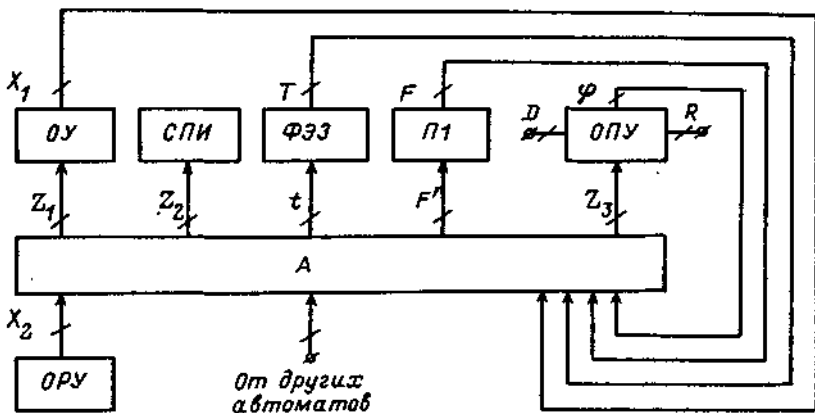 X₁
T
F
φ
D
R
ОУ
СПИ
ФЭЗ
П1
ОПУ
Z₁
Z₂
t
F'
Z₃
А
X₂
ОРУ
От других
автоматов